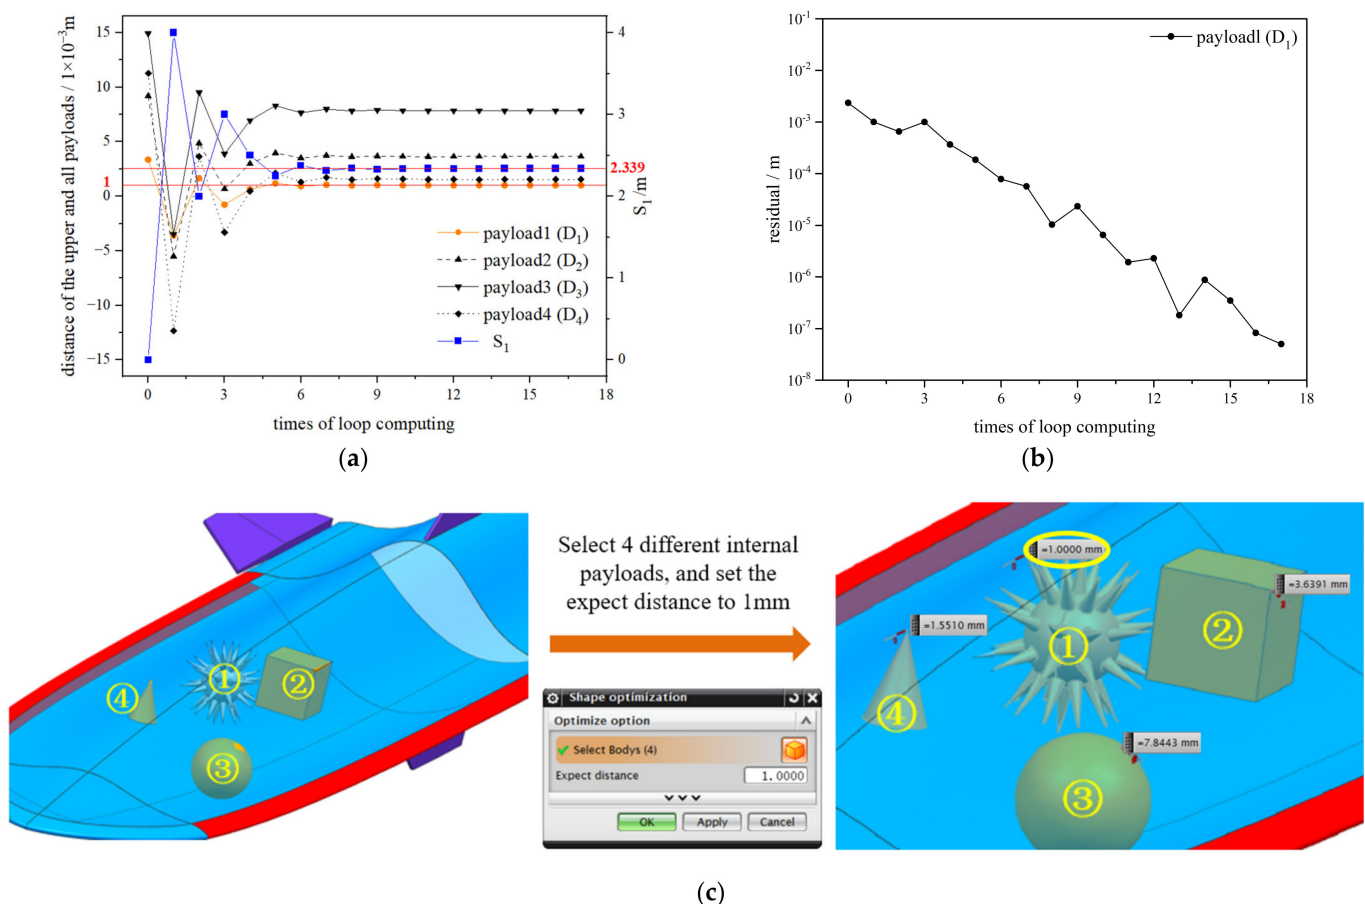 distance of the upper and all payloads / 1×10⁻³m
15
10
5
1
0
−5
−10
−15
4
3
2.339
2
1
0
S₁ /m
payload1 (D₁)
payload2 (D₂)
payload3 (D₃)
payload4 (D₄)
S₁
0 3 6 9 12 15 18
times of loop computing
(a)
residual / m
10⁻¹
10⁻²
10⁻³
10⁻⁴
10⁻⁵
10⁻⁶
10⁻⁷
10⁻⁸
payloadl (D₁)
0 3 6 9 12 15 18
times of loop computing
(b)
④ ① ②
③
Select 4 different internal
payloads, and set the
expect distance to 1mm
Shape optimization
Optimize option
Select Bodys (4)
Expect distance 1.0000
OK Apply Cancel
=1.0000 mm
=3.6391 mm
=1.5510 mm
=7.8443 mm
①
②
④
③
(c)